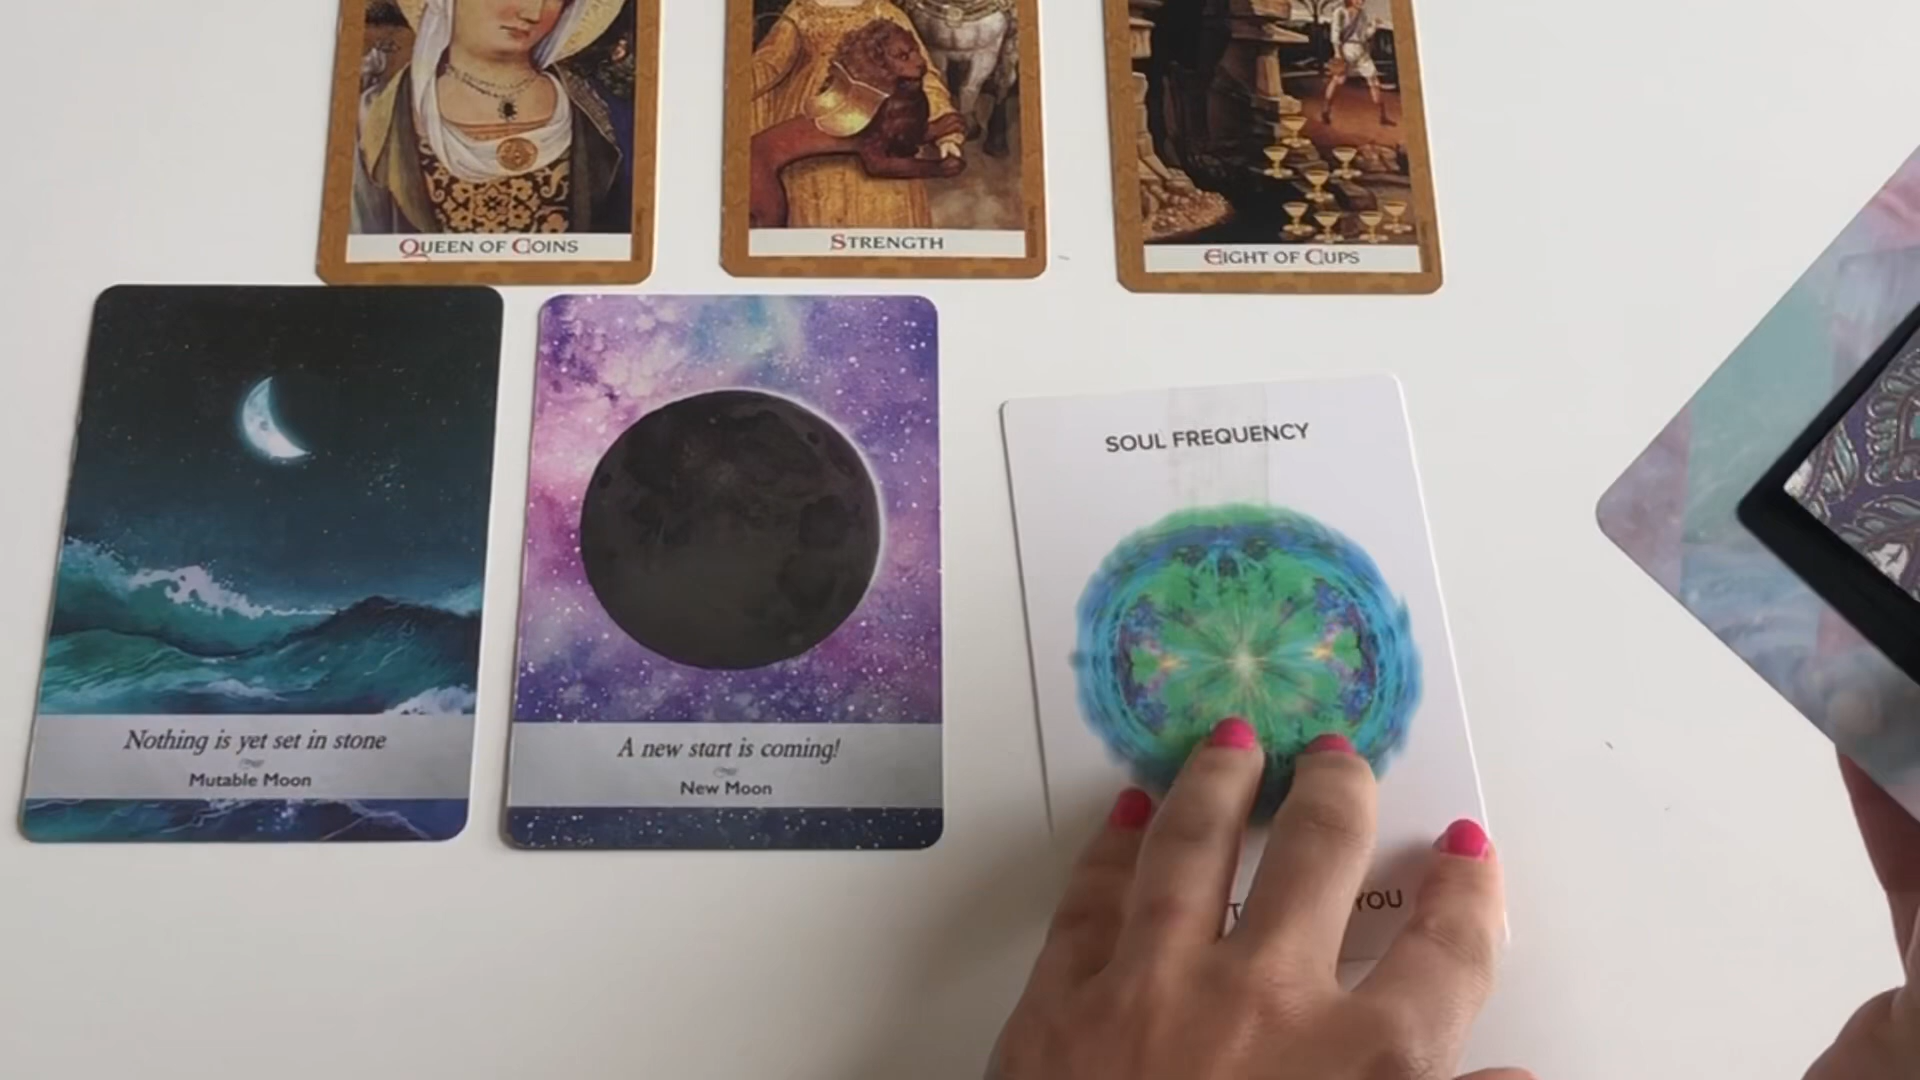 QUEEN OF COINS
STRENGTH
EIGHT OF CUPS
Nothing is yet set in stone
Mutable Moon
A new start is coming!
New Moon
SOUL FREQUENCY
YOU